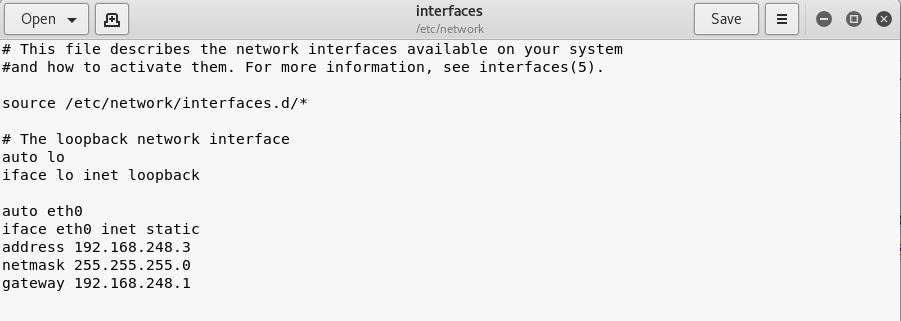 Open
interfaces
/etc/network
Save
# This file describes the network interfaces available on your system
#and how to activate them. For more information, see interfaces(5).
source /etc/network/interfaces.d/*
# The loopback network interface
auto lo
iface lo inet loopback
auto eth0
iface eth0 inet static
address 192.168.248.3
netmask 255.255.255.0
gateway 192.168.248.1